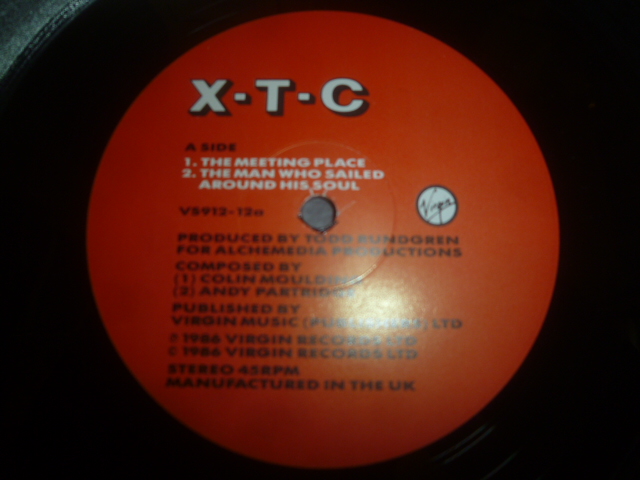 X·T·C
A SIDE
1. THE MEETING PLACE
2. THE MAN WHO SAILED
AROUND HIS SOUL
VS912-12a
Virgin
PRODUCED BY TODD RUNDGREN
FOR ALCHEMEDIA PRODUCTIONS
COMPOSED BY
(1) COLIN MOULDING
(2) ANDY PARTRIDGE
PUBLISHED BY
VIRGIN MUSIC (PUBLISHERS) LTD
℗ 1986 VIRGIN RECORDS LTD
© 1986 VIRGIN RECORDS LTD
STEREO 45RPM
MANUFACTURED IN THE UK